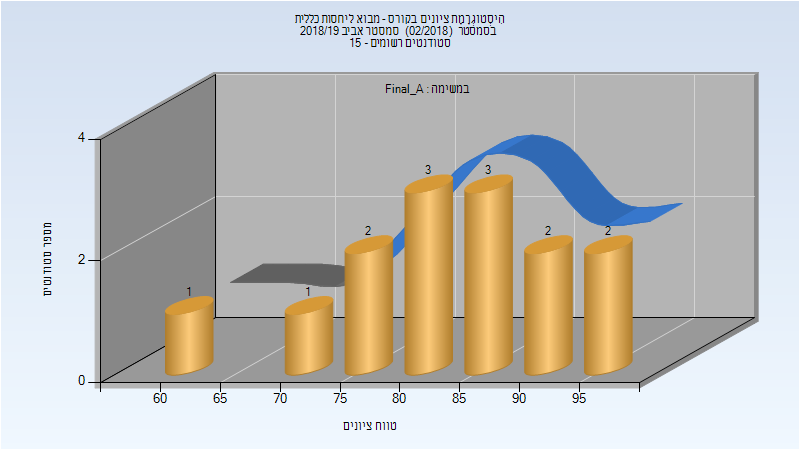 היסטוגרמת ציונים בקורס - מבוא ליחסות כללית
בסמסטר (02/2018) סמסטר אביב 2018/19
סטודנטים רשומים - 15
במשימה : Final_A
מספר סטודנטים
4
2
0
1
1
2
3
3
2
2
60 65 70 75 80 85 90 95
טווח ציונים